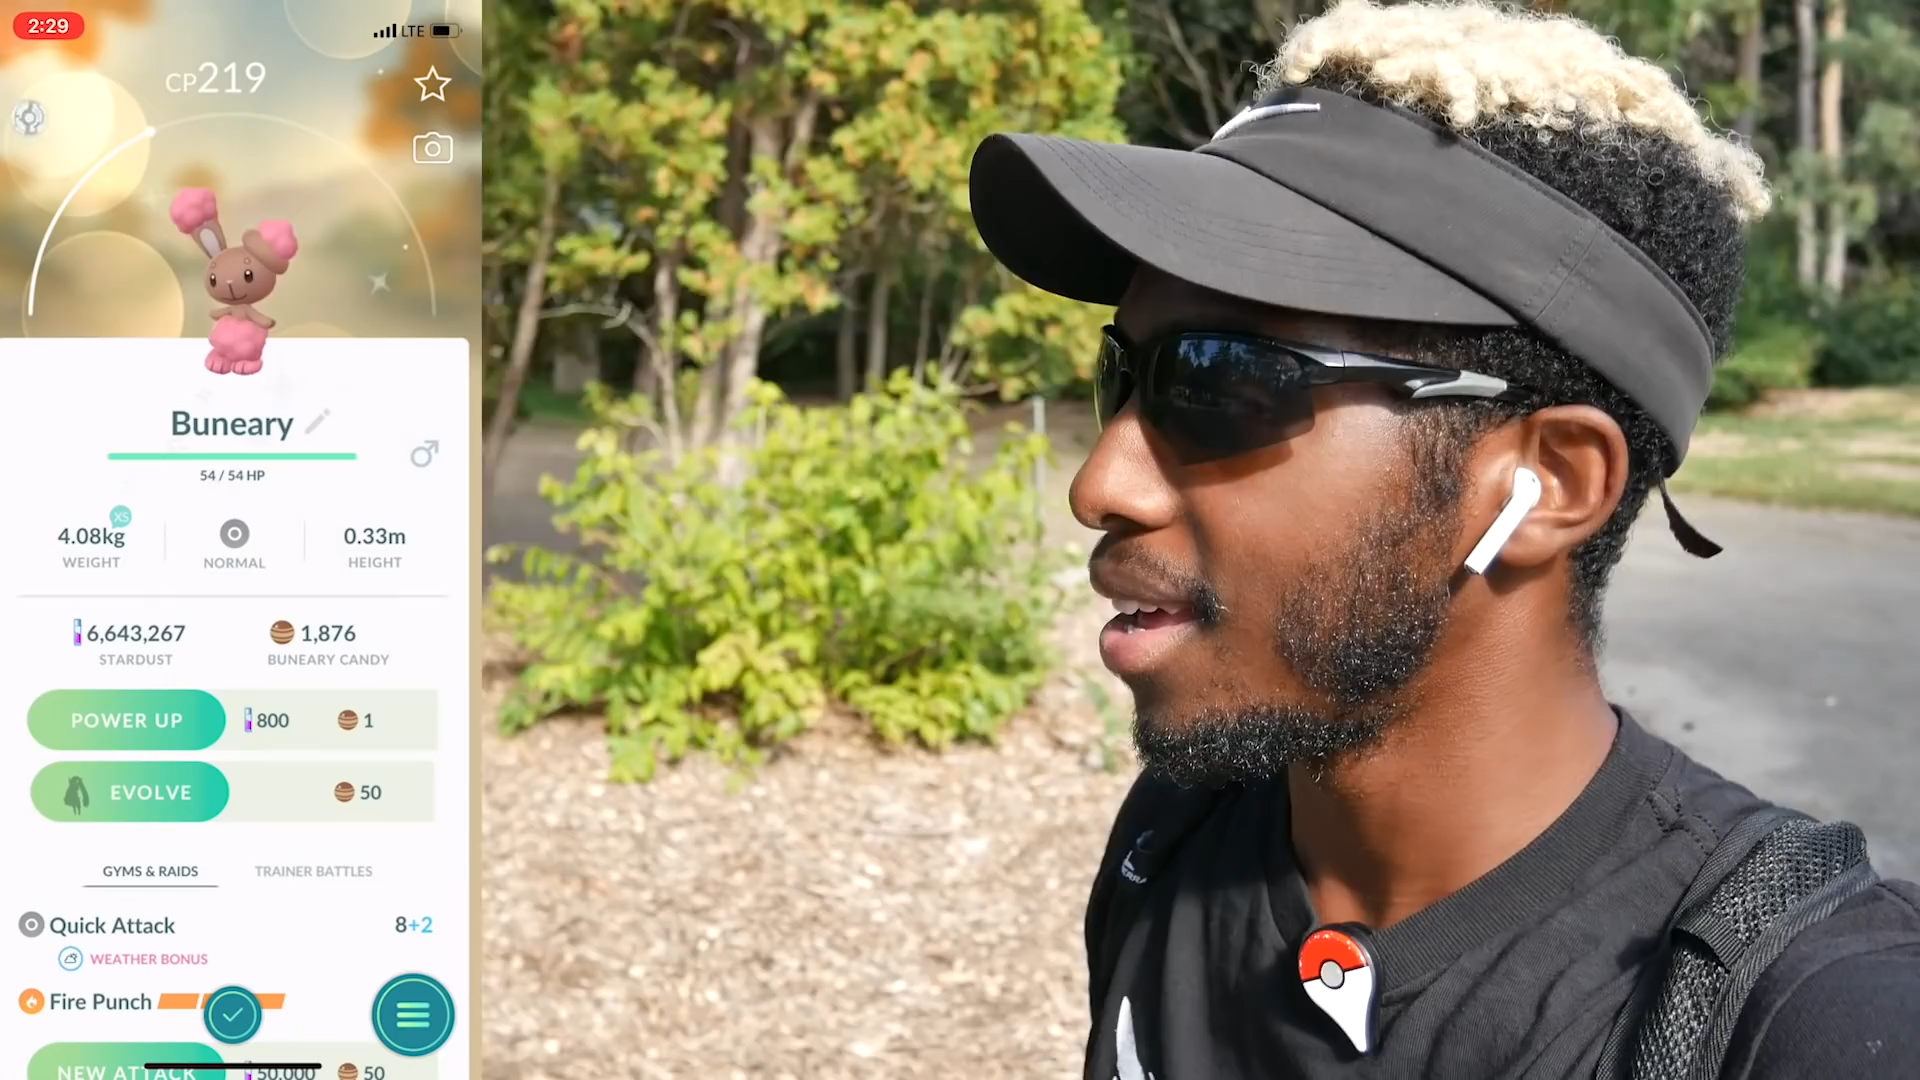 2:29
LTE
CP219
Buneary
54 / 54 HP
XS
4.08kg
WEIGHT
NORMAL
0.33m
HEIGHT
6,643,267
STARDUST
1,876
BUNEARY CANDY
POWER UP
800
1
EVOLVE
50
GYMS & RAIDS
TRAINER BATTLES
Quick Attack
8+2
WEATHER BONUS
Fire Punch
NEW ATTACK
50,000
50